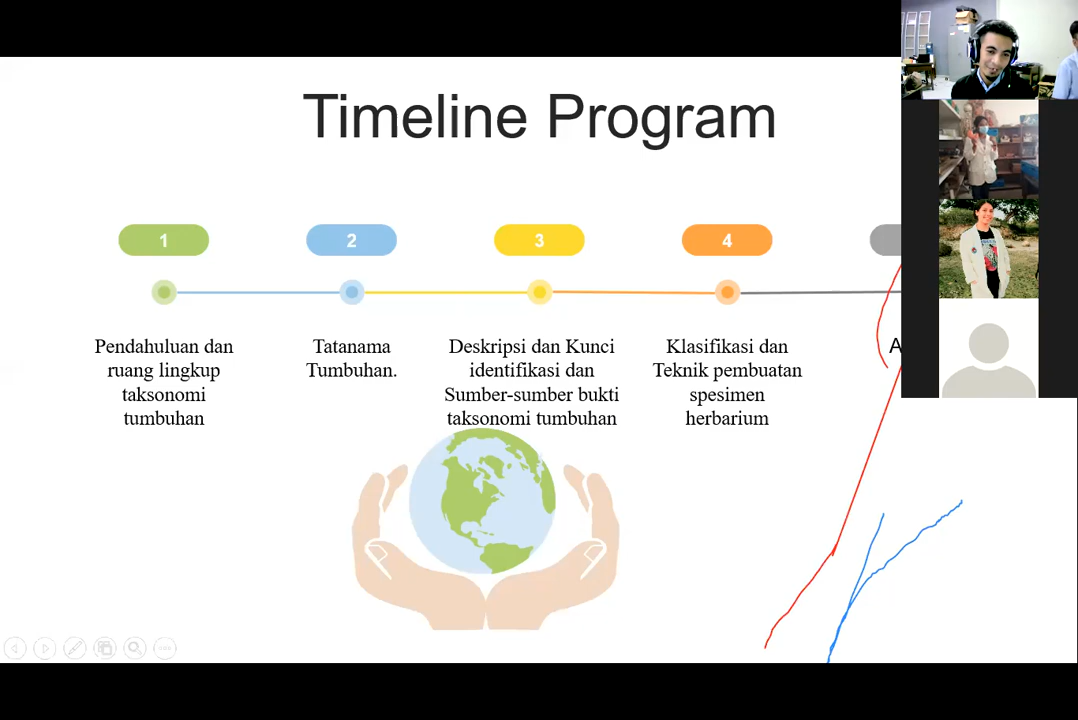 Timeline Program
1
2
3
4
Pendahuluan dan
ruang lingkup
taksonomi
tumbuhan
Tatanama
Tumbuhan.
Deskripsi dan Kunci
identifikasi dan
Sumber-sumber bukti
taksonomi tumbuhan
Klasifikasi dan
Teknik pembuatan
spesimen
herbarium